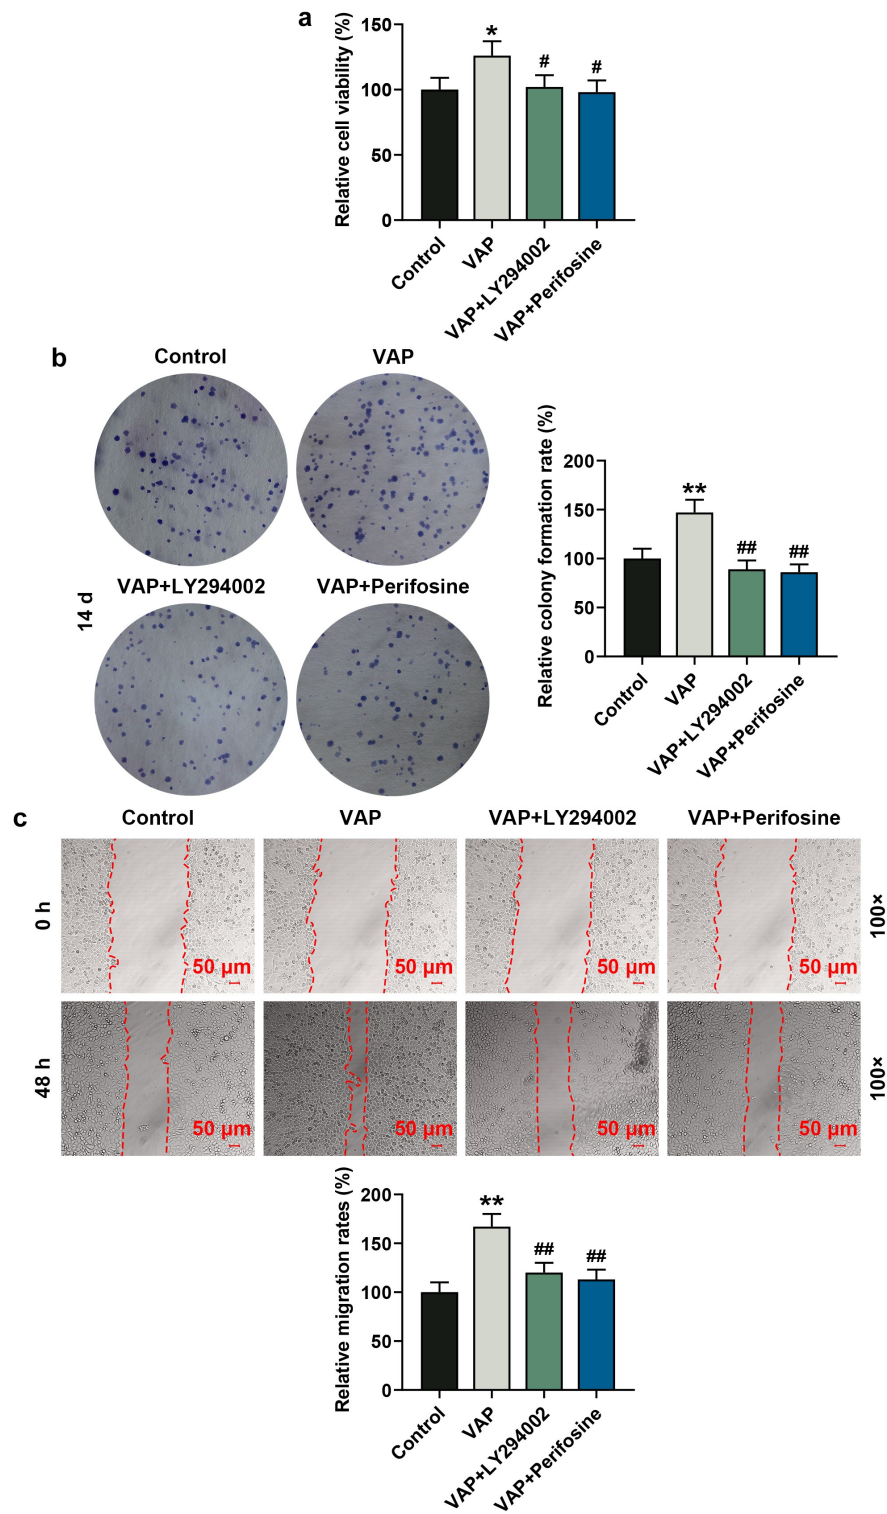 a
Relative cell viability (%)
150
100
50
0
*
#
#
Control
VAP
VAP+LY294002
VAP+Perifosine
b
Control
VAP
VAP+LY294002
VAP+Perifosine
14 d
Relative colony formation rate (%)
200
150
100
50
0
**
##
##
Control
VAP
VAP+LY294002
VAP+Perifosine
c
Control
VAP
VAP+LY294002
VAP+Perifosine
0 h
50 μm
50 μm
50 μm
50 μm
100×
48 h
50 μm
50 μm
50 μm
50 μm
100×
Relative migration rates (%)
200
150
100
50
0
**
##
##
Control
VAP
VAP+LY294002
VAP+Perifosine